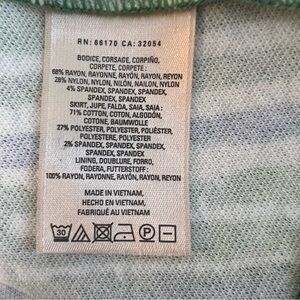 RN: 66170 CA: 32054
BODICE, CORSAGE, CORPIÑO,
CORPETE, CORPETE:
68% RAYON, RAYONNE, RAYÓN, RAYON, REYON
28% NYLON, NYLON, NILÓN, NAILON, NYLON
4% SPANDEX, SPANDEX, SPANDEX,
SPANDEX, SPANDEX
SKIRT, JUPE, FALDA, SAIA, SAJA:
71% COTTON, COTON, ALGODÓN,
COTONE, BAUMWOLLE
27% POLYESTER, POLYESTER, POLIÉSTER,
POLYESTERE, POLYESTER
2% SPANDEX, SPANDEX, SPANDEX,
SPANDEX, SPANDEX
LINING, DOUBLURE, FORRO,
FODERA, FUTTERSTOFF:
100% RAYON, RAYONNE, RAYÓN, RAYON, REYON
MADE IN VIETNAM,
HECHO EN VIETNAM,
FABRIQUÉ AU VIETNAM
30 P